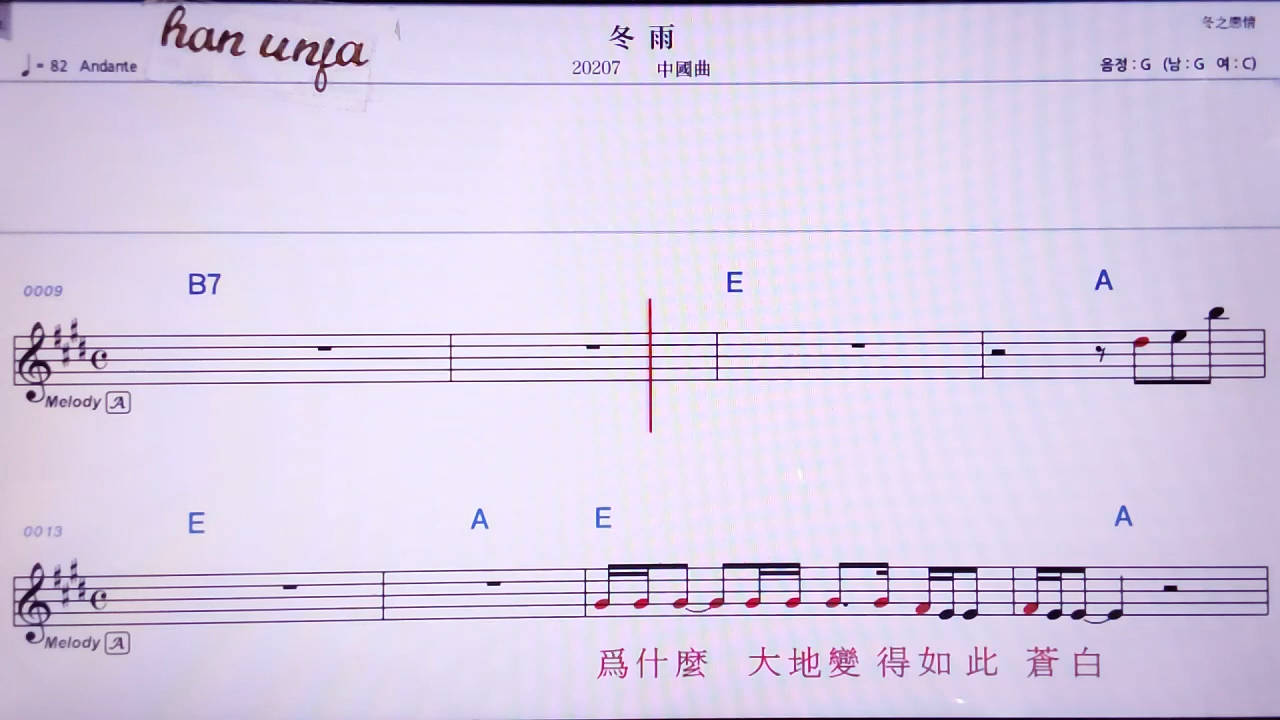 han unja
冬雨
冬之戀情
♩= 82 Andante
20207 中國曲
음정 : G (남 : G 여 : C)
0009
B7 E A
Melody A
0013
E A E A
Melody A
爲什麼 大地變得如此 蒼白